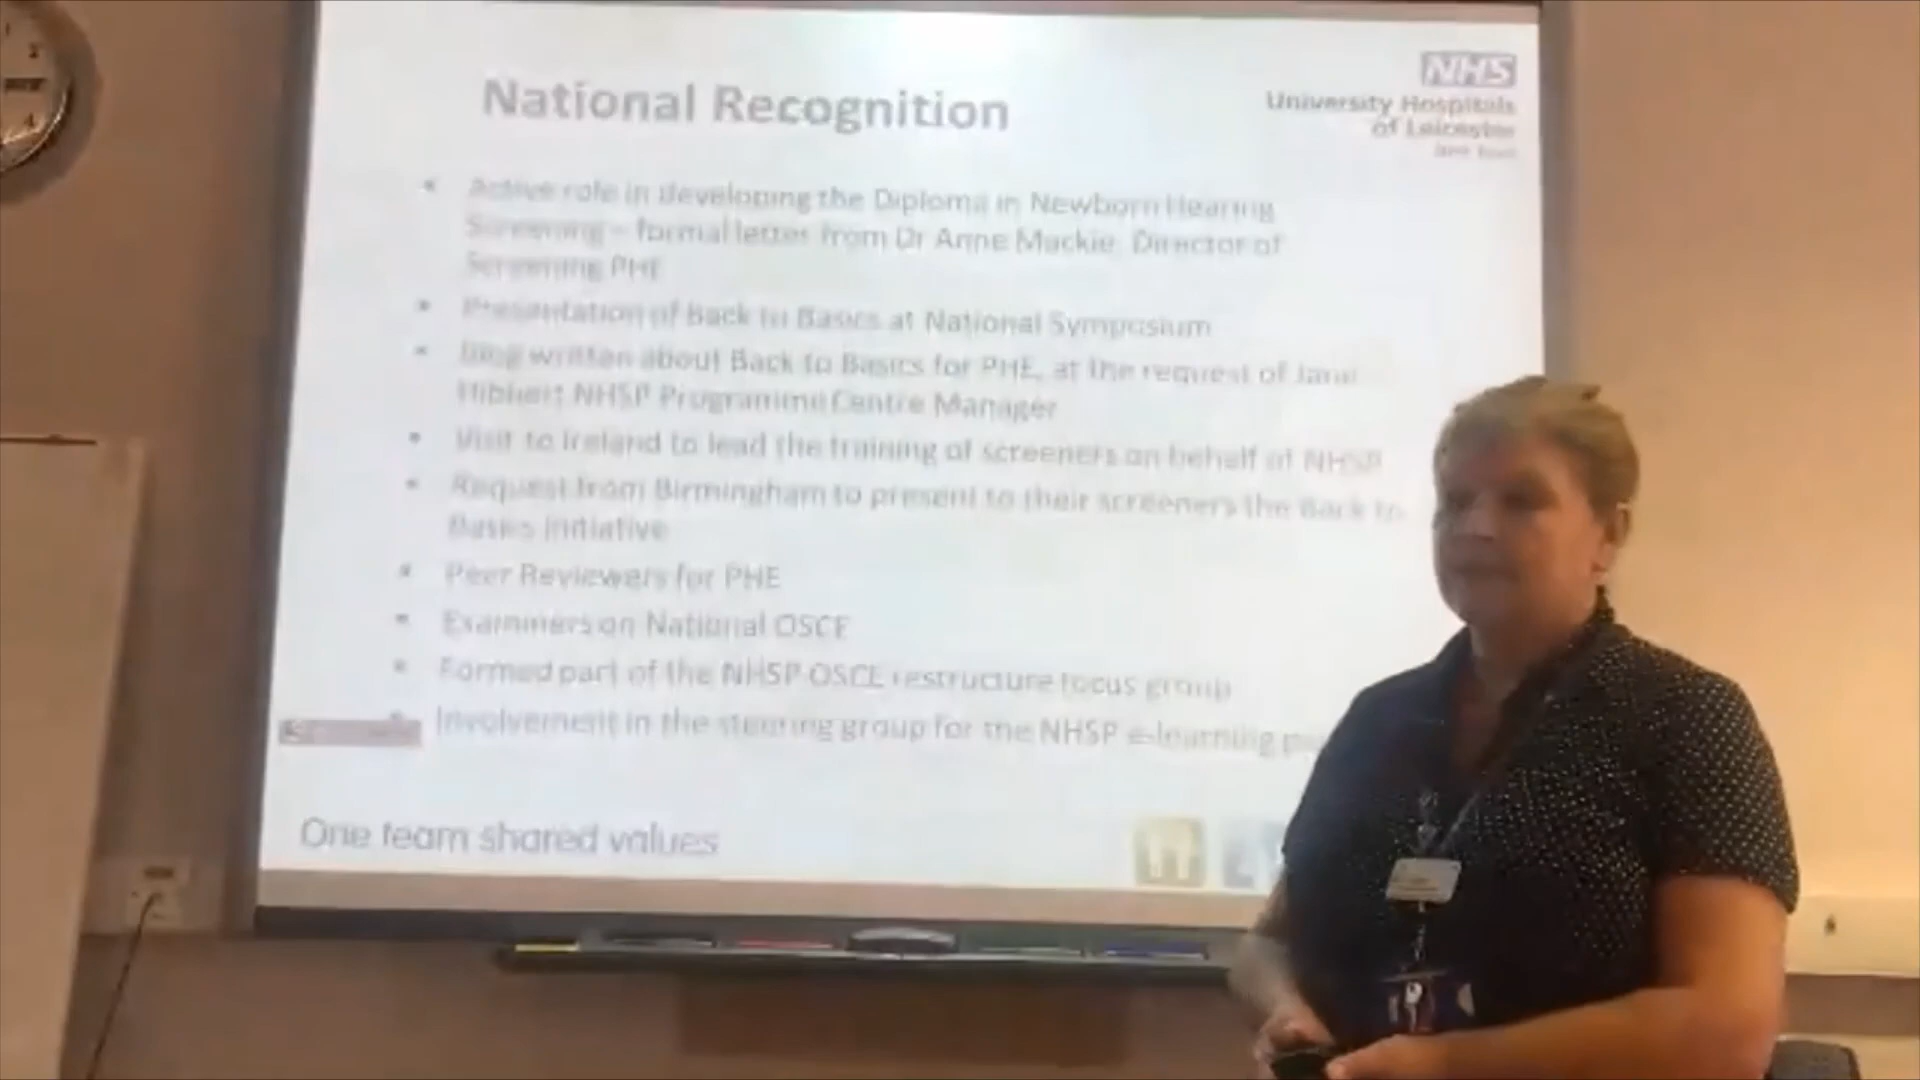 National Recognition
NHS
University Hospitals
of Leicester
Active role in developing the Diploma in Newborn Hearing
Screening – formal letter from Dr Anne Mackie, Director of
Screening PHE
Presentation of Back to Basics at National Symposium
Blog written about Back to Basics for PHE, at the request of Jane
Hibbert NHSP Programme Centre Manager
Visit to Ireland to lead the training of screeners on behalf of NHSP
Request from Birmingham to present to their screeners the Back to
Basics initiative
Peer Reviewers for PHE
Examiners on National OSCE
Formed part of the NHSP OSCE restructure focus group
Involvement in the steering group for the NHSP e-learning
One team shared values
2
4